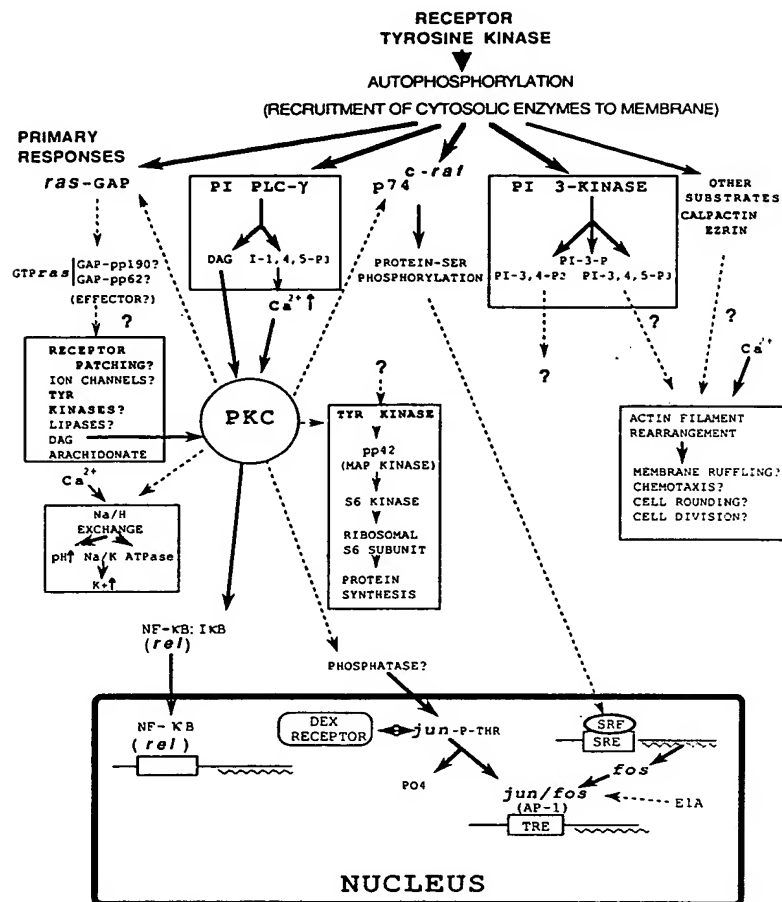 RECEPTOR
TYROSINE KINASE
AUTOPHOSPHORYLATION
(RECRUITMENT OF CYTOSOLIC ENZYMES TO MEMBRANE)
PRIMARY
RESPONSES
ras-GAP
GTPras
GAP-pp190?
GAP-pp62?
(EFFECTOR?)
?
RECEPTOR
PATCHING?
ION CHANNELS?
TYR
KINASES?
LIPASES?
DAG
ARACHIDONATE
Ca2+
Na/H
EXCHANGE
pH↑ Na/K ATPase
K+↑
PI PLC-γ
DAG I-1,4,5-P3
Ca2+↑
PKC
p74 c-raf
PROTEIN-SER
PHOSPHORYLATION
?
TYR KINASE
pp42
(MAP KINASE)
S6 KINASE
RIBOSOMAL
S6 SUBUNIT
PROTEIN
SYNTHESIS
PI 3-KINASE
PI-3-P
PI-3,4-P2 PI-3,4,5-P3
?
?
OTHER
SUBSTRATES
CALPACTIN
EZRIN
?
Ca2+
ACTIN FILAMENT
REARRANGEMENT
MEMBRANE RUFFLING?
CHEMOTAXIS?
CELL ROUNDING?
CELL DIVISION?
NF-κB:IκB
(rel)
PHOSPHATASE?
NF-κB
(rel)
DEX
RECEPTOR
jun-P-THR
PO4
SRF
SRE
fos
jun/fos
(AP-1)
E1A
TRE
NUCLEUS